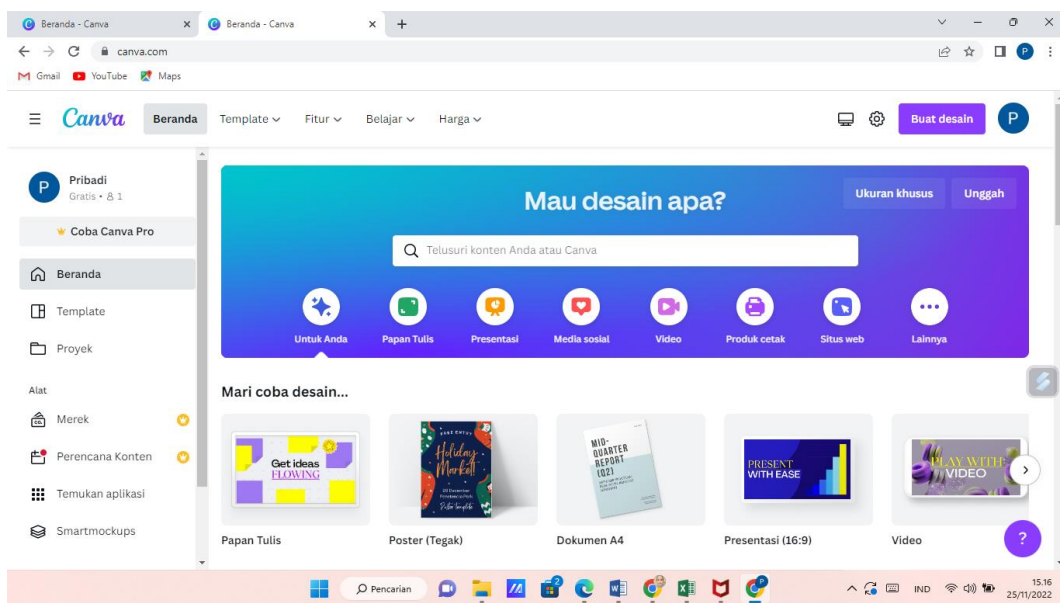 Beranda - Canva
Beranda - Canva
canva.com
Gmail YouTube Maps
Canva Beranda Template Fitur Belajar Harga Buat desain P
P Pribadi
Gratis • 1
Coba Canva Pro
Beranda
Template
Proyek
Alat
Merek
Perencana Konten
Temukan aplikasi
Smartmockups
Mau desain apa?
Ukuran khusus Unggah
Telusuri konten Anda atau Canva
Untuk Anda Papan Tulis Presentasi Media sosial Video Produk cetak Situs web Lainnya
Mari coba desain...
Get ideas
FLOWING
FREE ENTRY
Holiday
Market!
MID-
QUARTER
REPORT
(Q2)
PRESENT
WITH EASE
PLAY WITH
VIDEO
Papan Tulis Poster (Tegak) Dokumen A4 Presentasi (16:9) Video
?
Pencarian
IND
15.16
25/11/2022